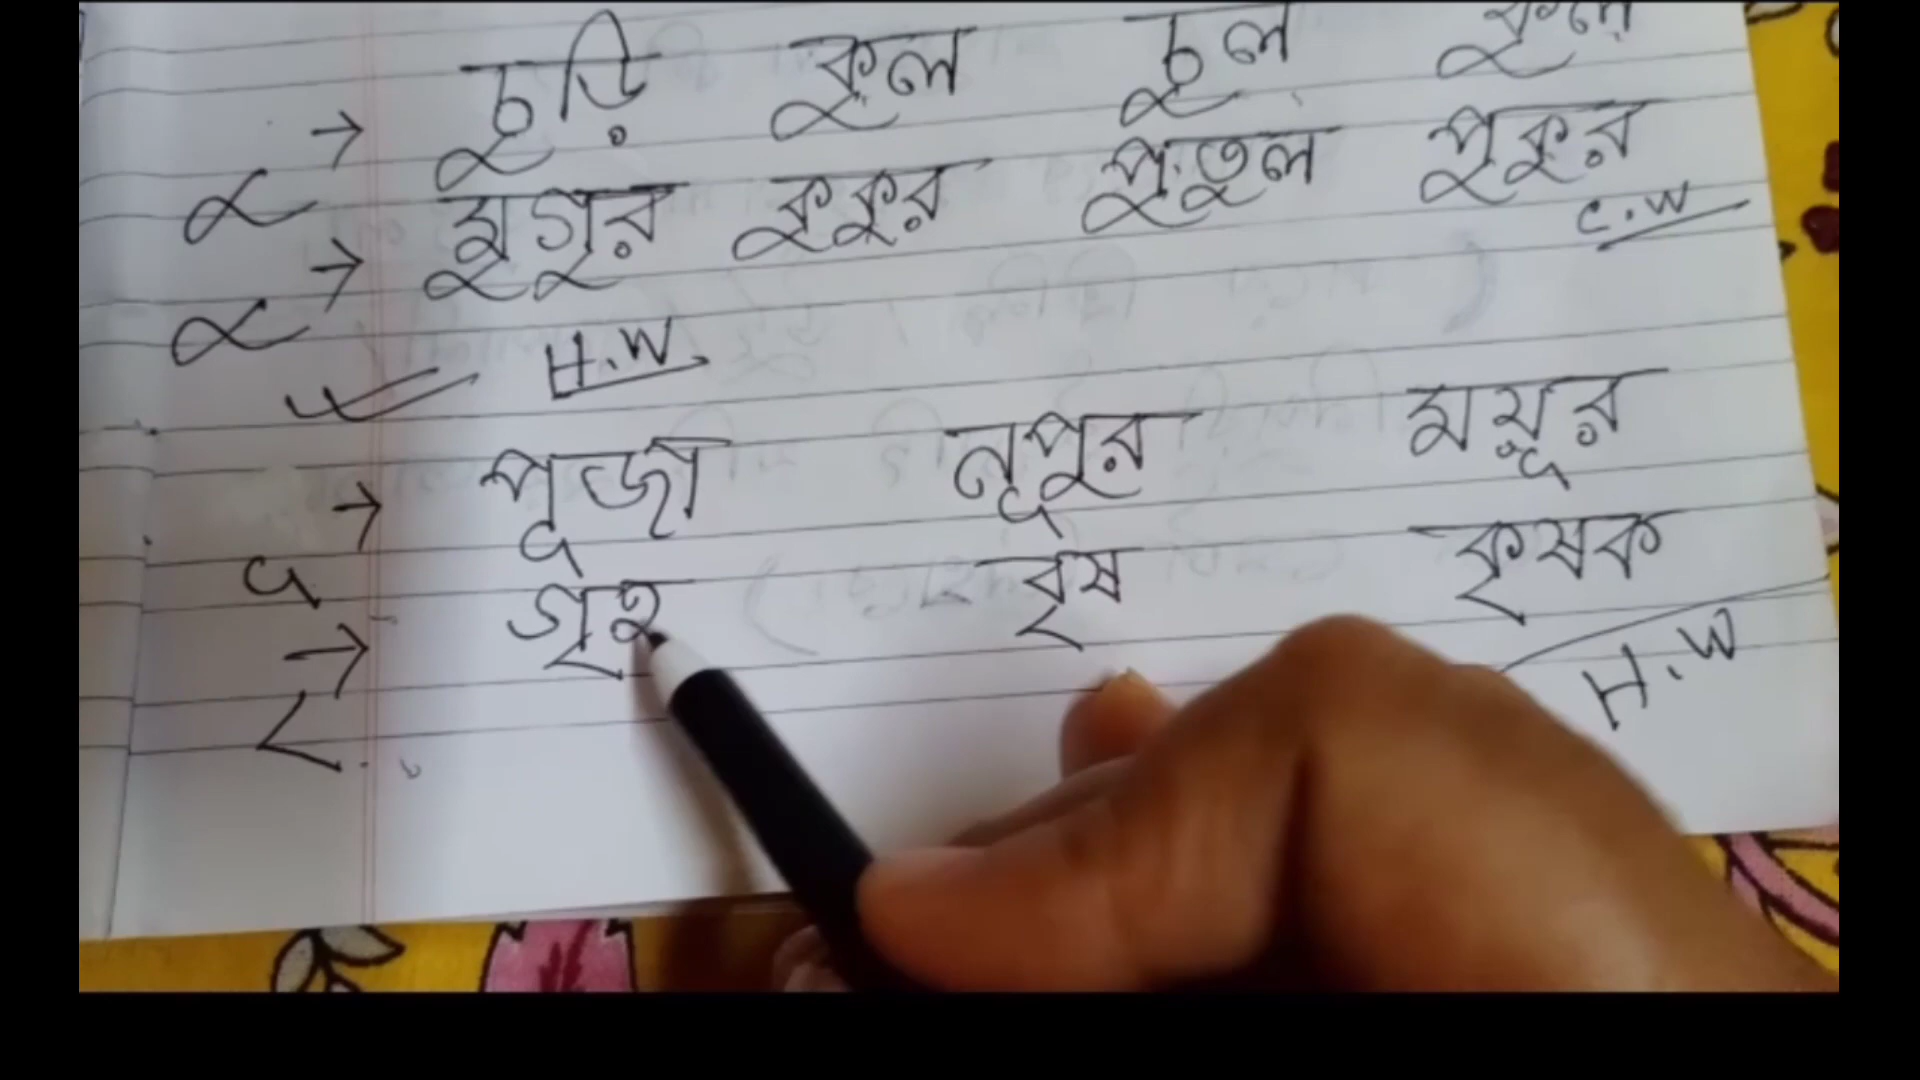 ু → চুড়ি কুল চুল
ু → মুগুর কুকুর পুতুল পুকুর
C.W
H.W.
ূ → পূজা নূপুর ময়ূর
ৃ → গৃহ বৃষ কৃষক
H.W